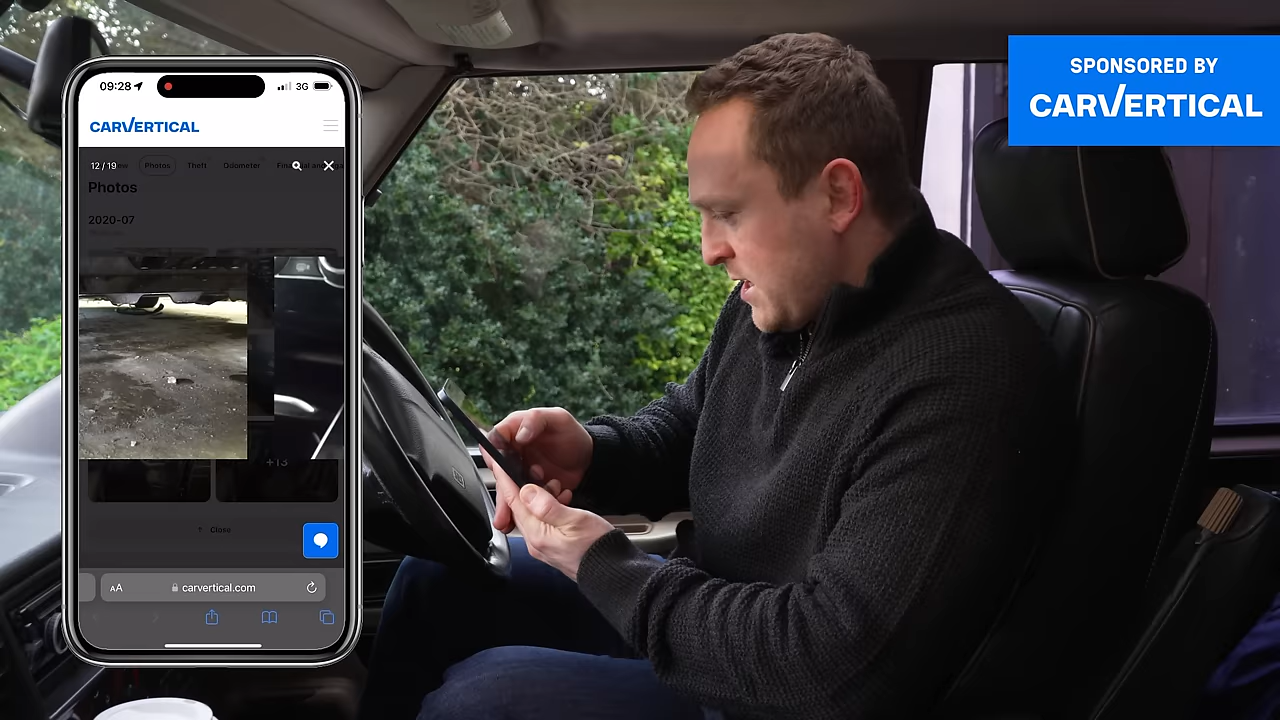 SPONSORED BY
CARVERTICAL
09:28
3G
CARVERTICAL
12 / 19
Photos
Theft
Odometer
Photos
2020-07
+13
Close
AA
carvertical.com